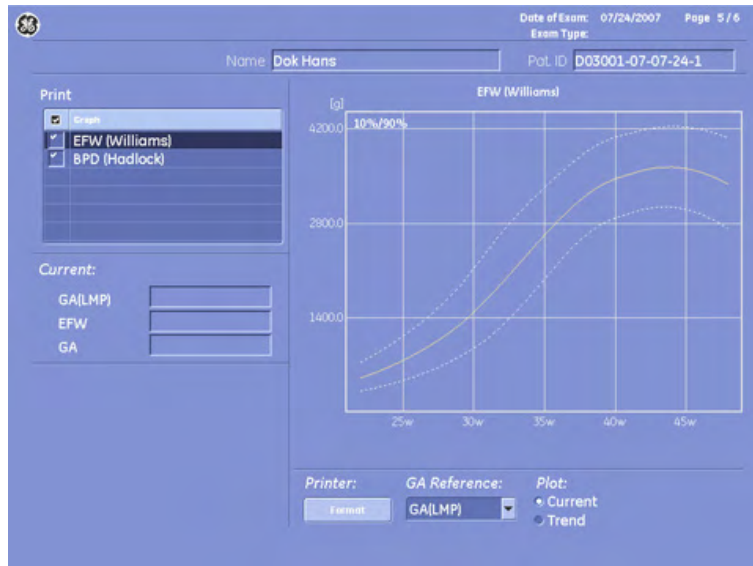 Date of Exam: 07/24/2007 Page 5/6
Exam Type:
Name Dok Hans Pat. ID D03001-07-07-24-1
Print
Graph
EFW (Williams)
BPD (Hadlock)
Current:
GA(LMP)
EFW
GA
EFW (Williams)
[g]
10%/90%
4200.0
2800.0
1400.0
25w 30w 35w 40w 45w
Printer: GA Reference: Plot:
Format GA(LMP) Current
Trend